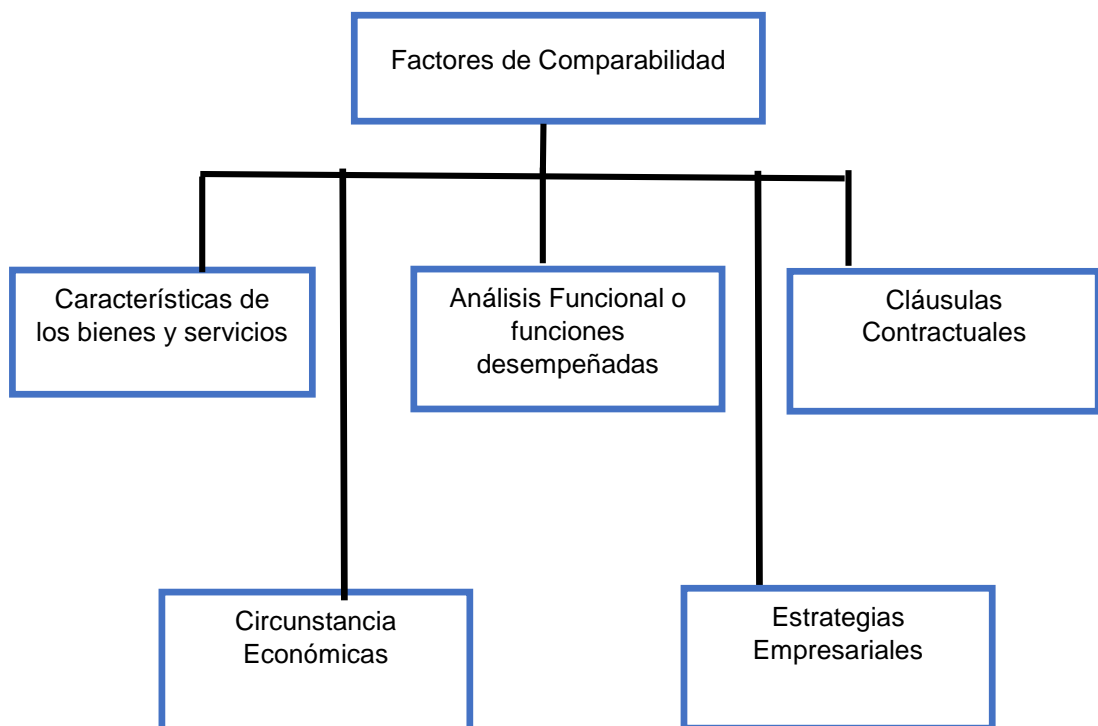 Factores de Comparabilidad
Características de
los bienes y servicios
Análisis Funcional o
funciones
desempeñadas
Cláusulas
Contractuales
Circunstancia
Económicas
Estrategias
Empresariales